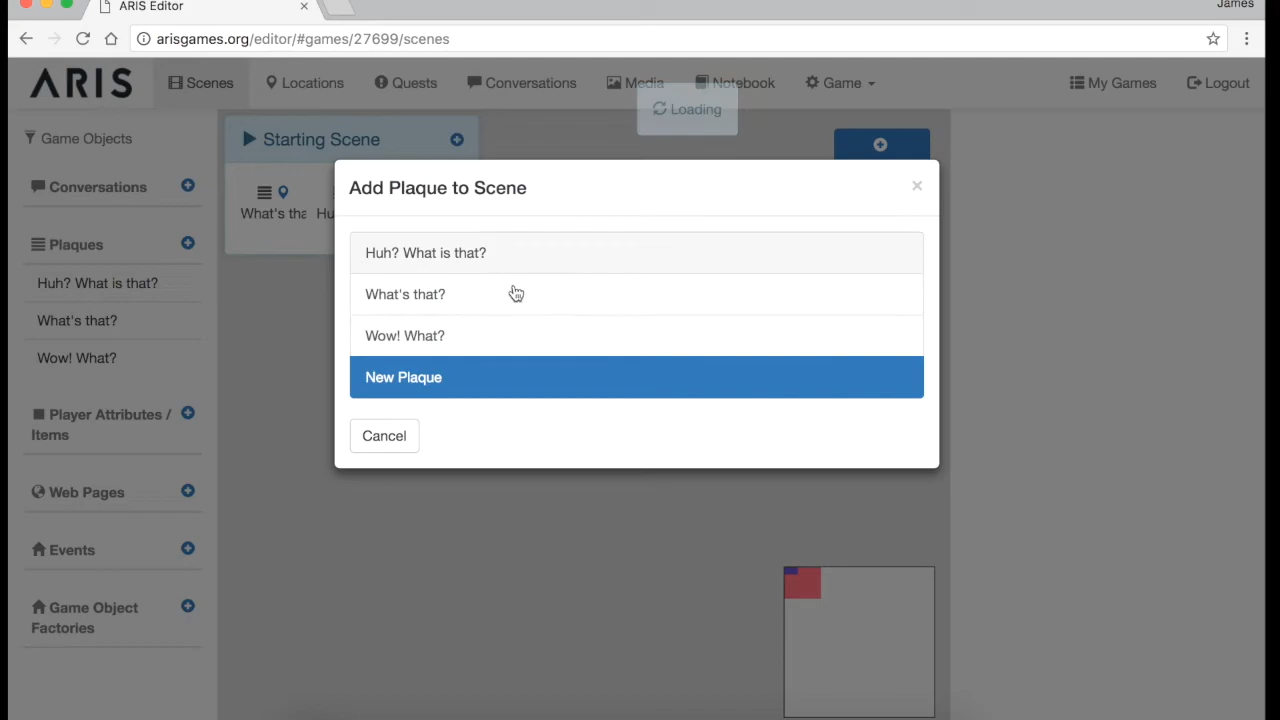 ARIS Editor
James
arisgames.org/editor/#games/27699/scenes
ARIS Scenes Locations Quests Conversations Media Notebook Game My Games Logout
Loading
Game Objects
Conversations
Plaques
Huh? What is that?
What's that?
Wow! What?
Player Attributes /
Items
Web Pages
Events
Game Object
Factories
Starting Scene
What's tha Hu
Add Plaque to Scene
Huh? What is that?
What's that?
Wow! What?
New Plaque
Cancel